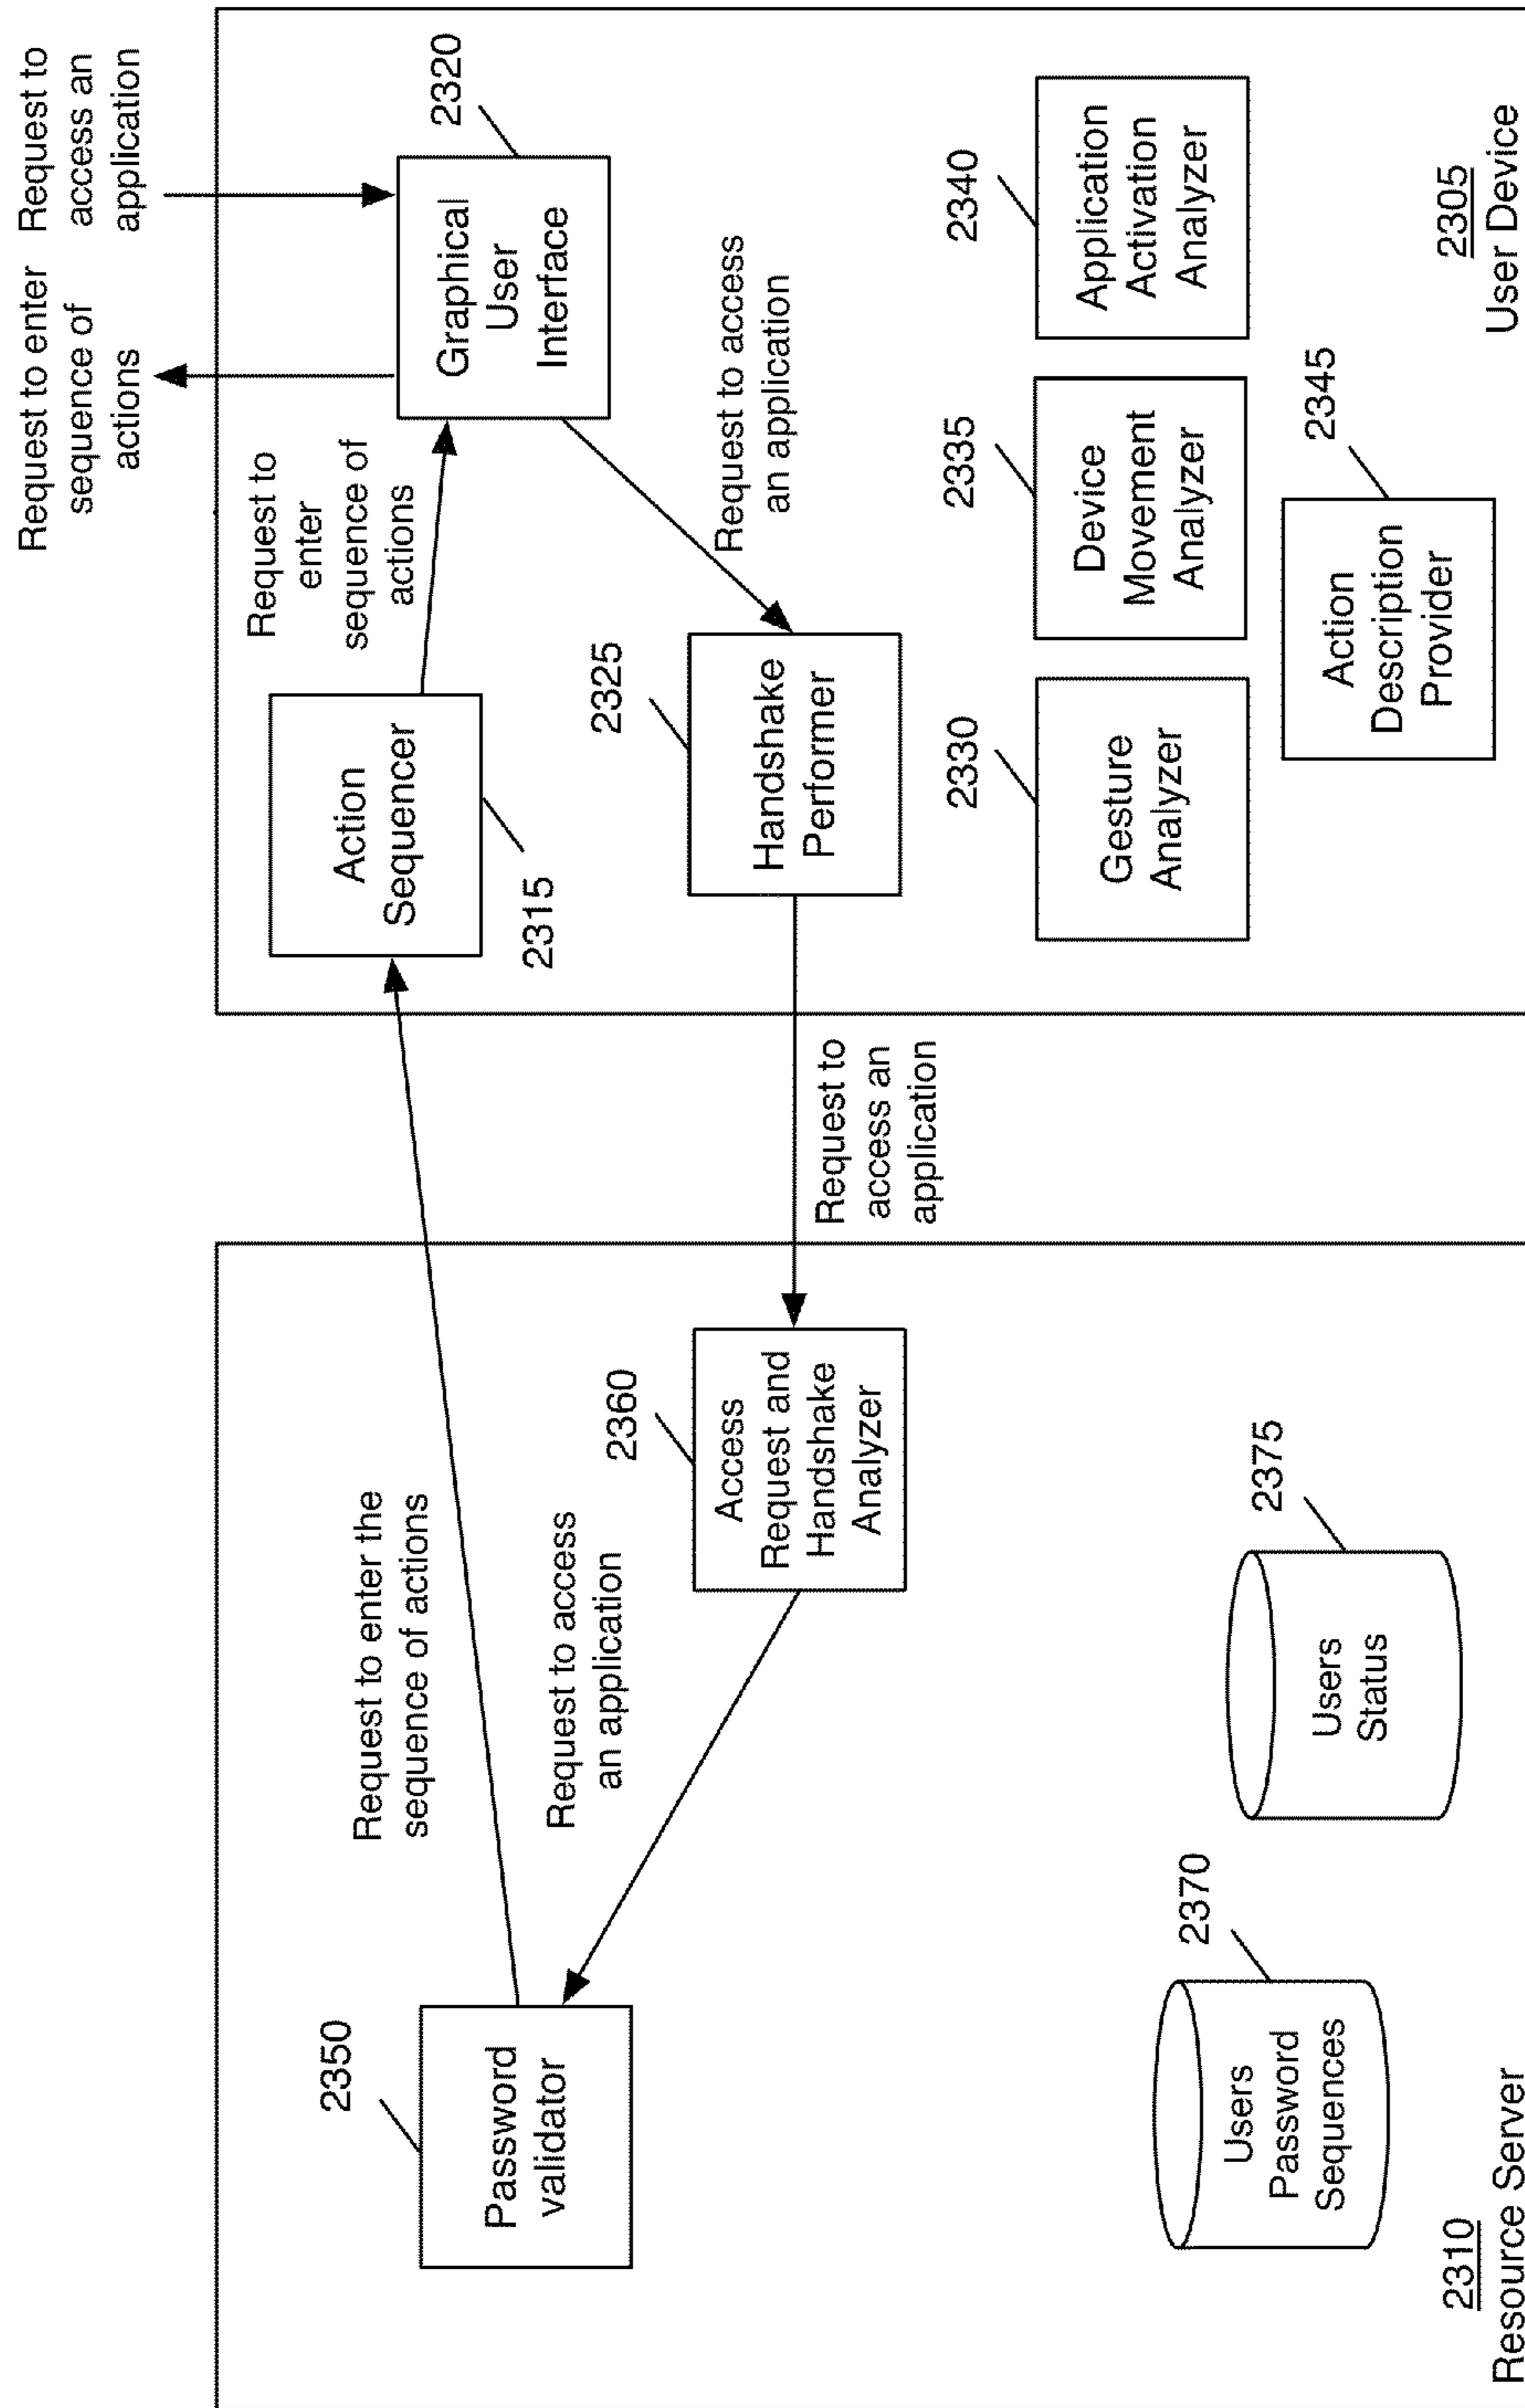 Request to enter
sequence of
actions
Request to
access an
application
Request to enter the
sequence of actions
2350
Password
validator
Request to access
an application
2360
Access
Request and
Handshake
Analyzer
2370
Users
Password
Sequences
2375
Users
Status
2310
Resource Server
Request to
access an
application
Action
Sequencer
2315
Request to
enter
sequence of
actions
Graphical
User
Interface
2320
2325
Handshake
Performer
Request to access
an application
2330
Gesture
Analyzer
2335
Device
Movement
Analyzer
2340
Application
Activation
Analyzer
2345
Action
Description
Provider
2305
User Device